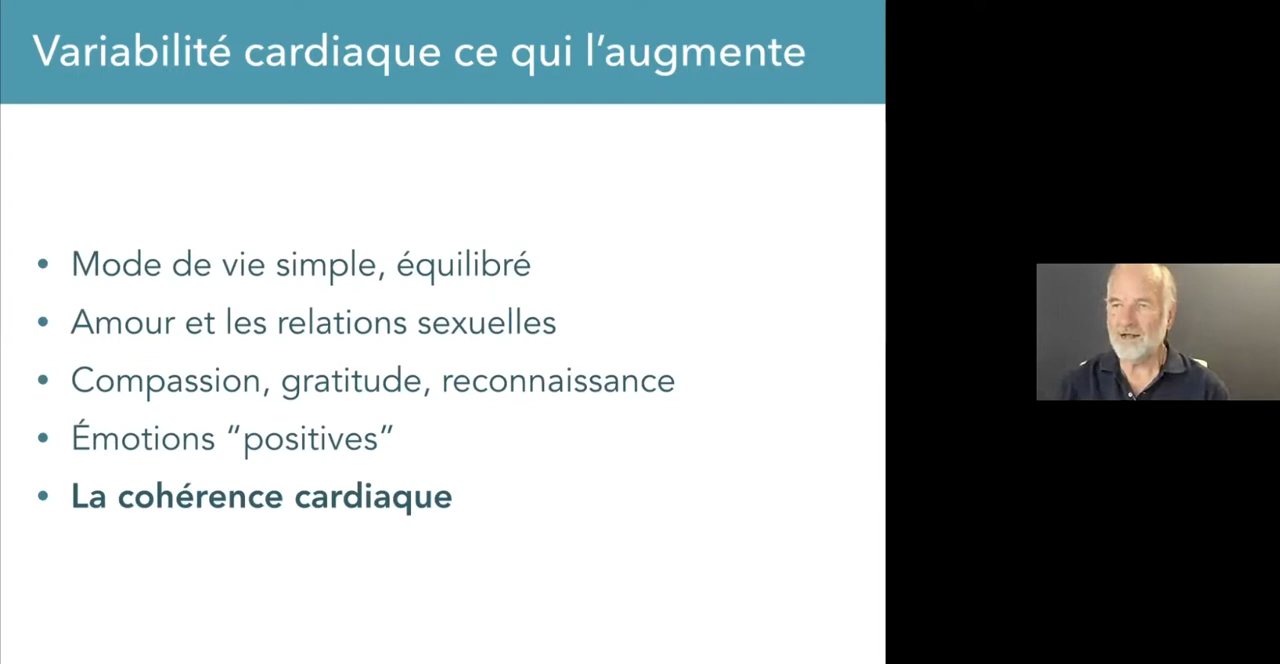 Variabilité cardiaque ce qui l’augmente
• Mode de vie simple, équilibré
• Amour et les relations sexuelles
• Compassion, gratitude, reconnaissance
• Émotions “positives”
• La cohérence cardiaque